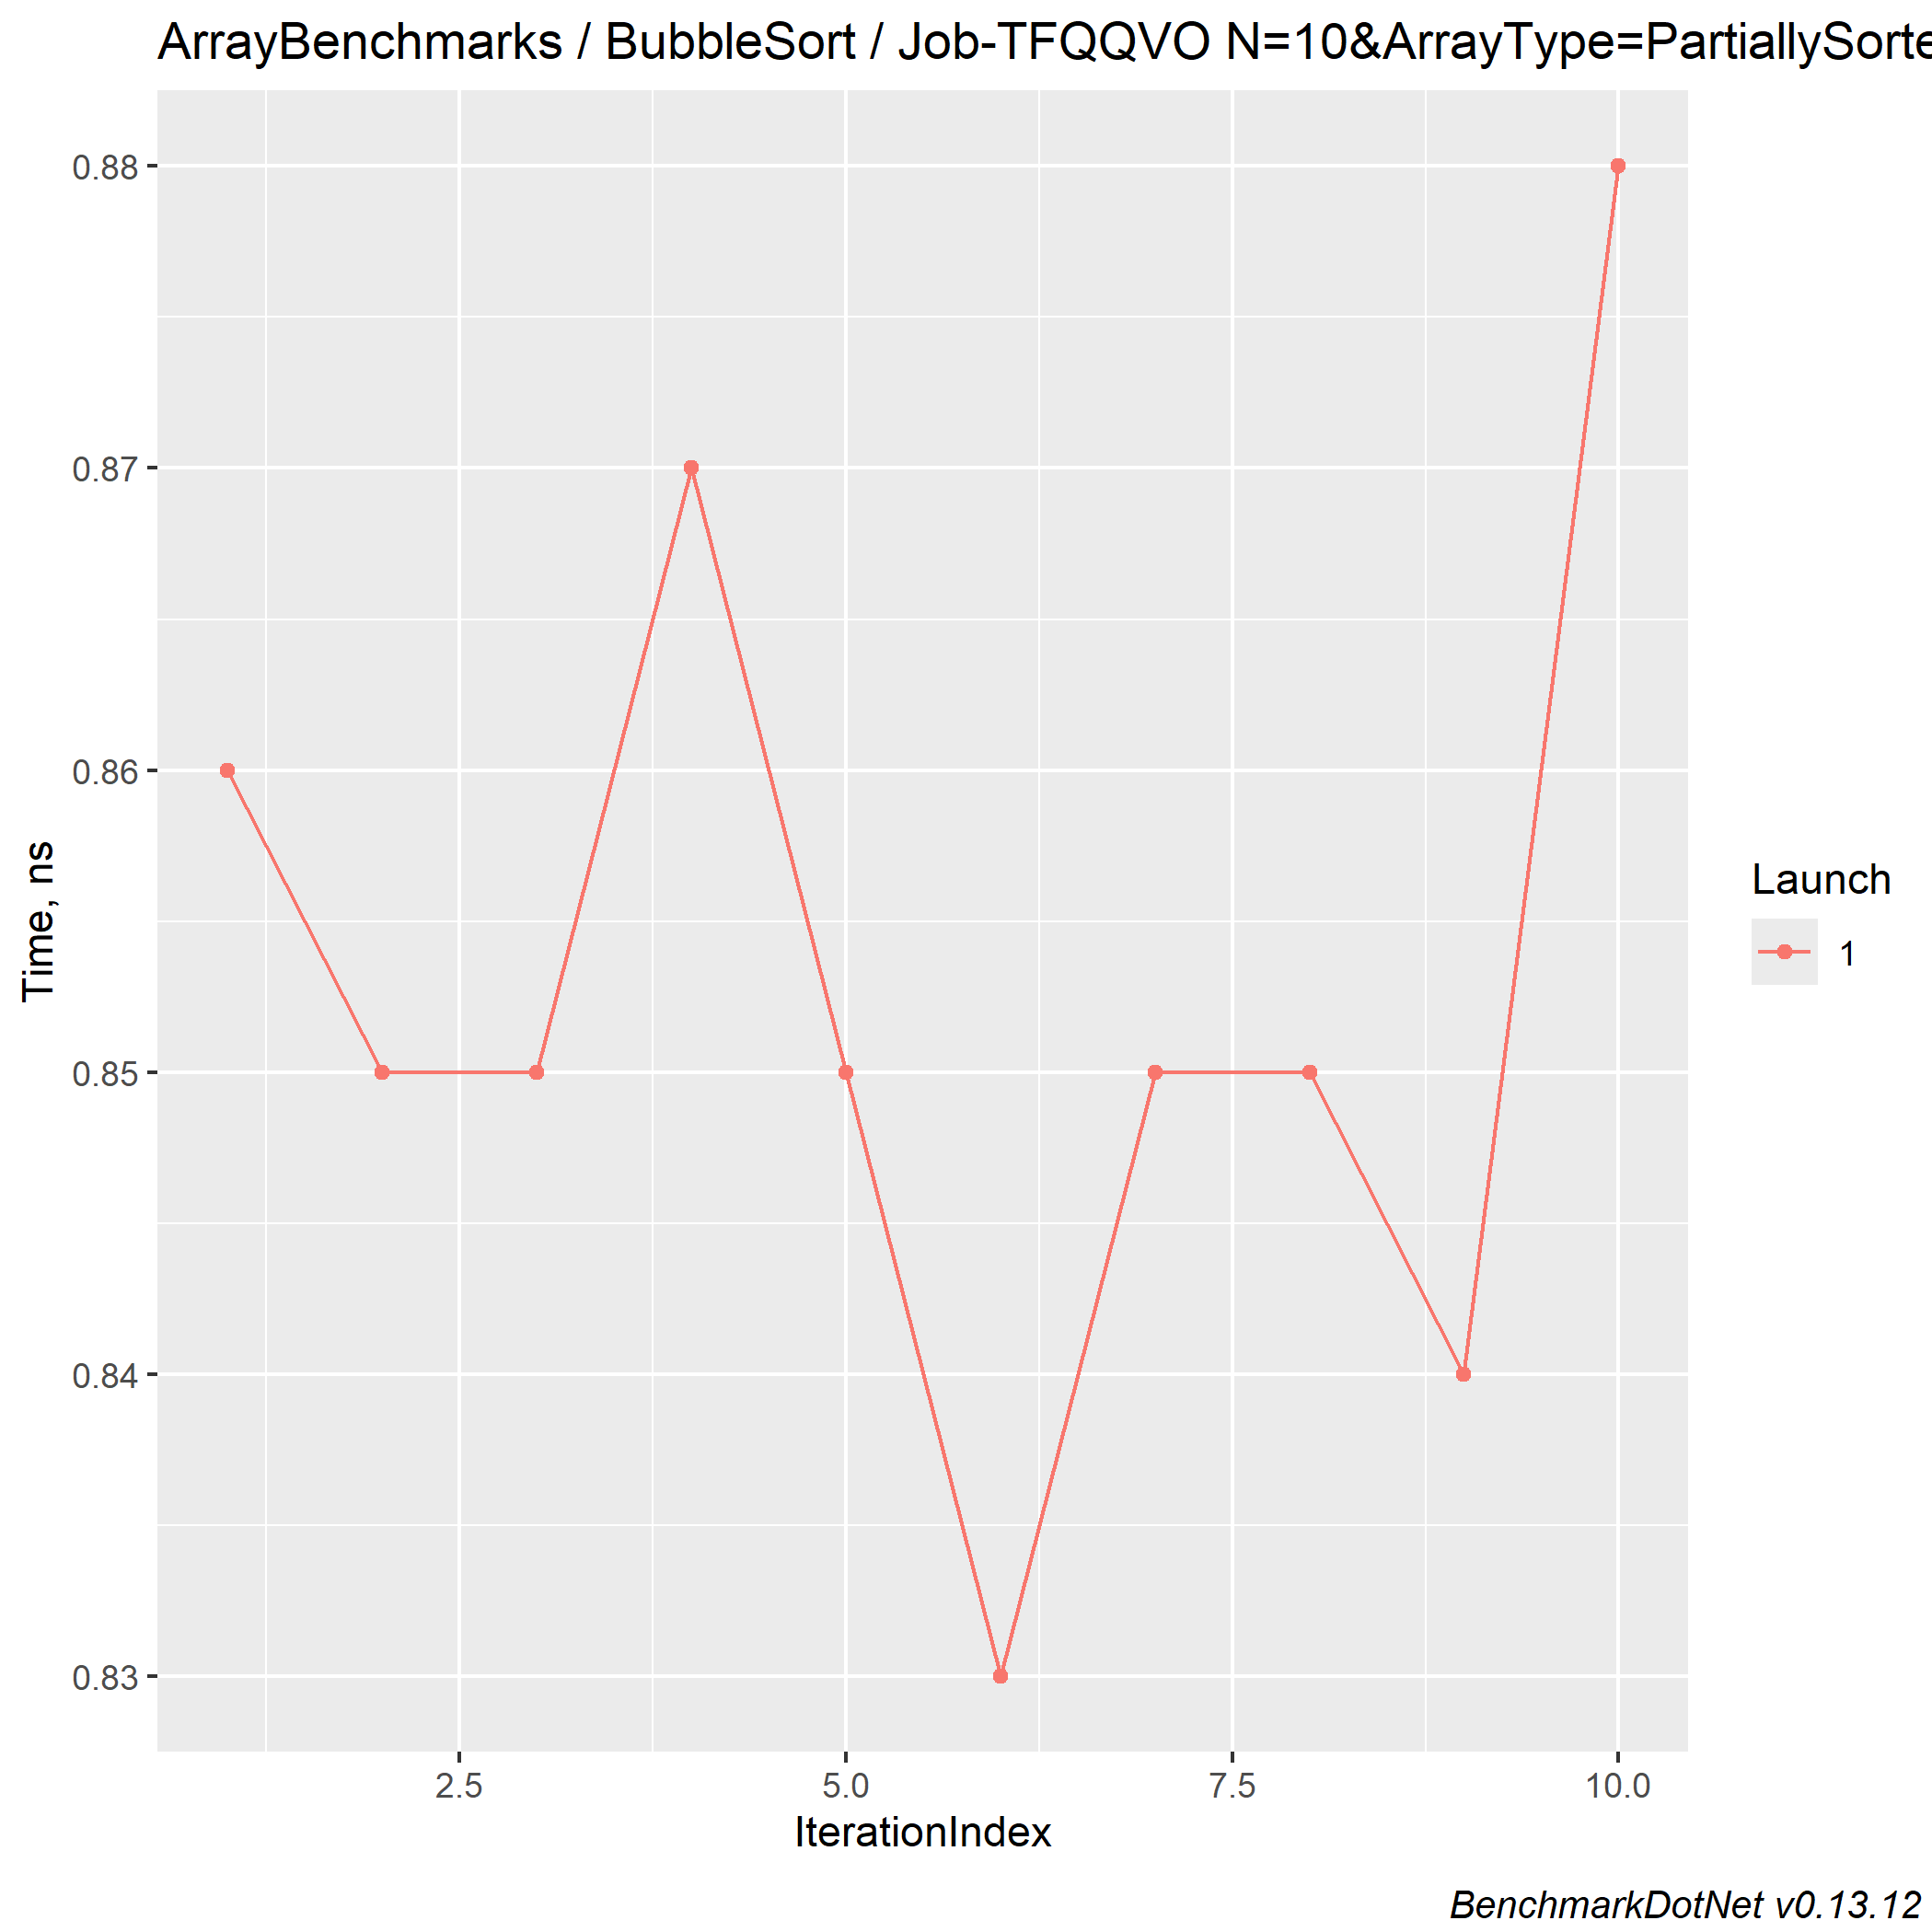 ArrayBenchmarks / BubbleSort / Job-TFQQVO N=10&ArrayType=PartiallySorte
0.88
0.87
0.86
0.85
0.84
0.83
Time, ns
2.5 5.0 7.5 10.0
IterationIndex
Launch
1
BenchmarkDotNet v0.13.12